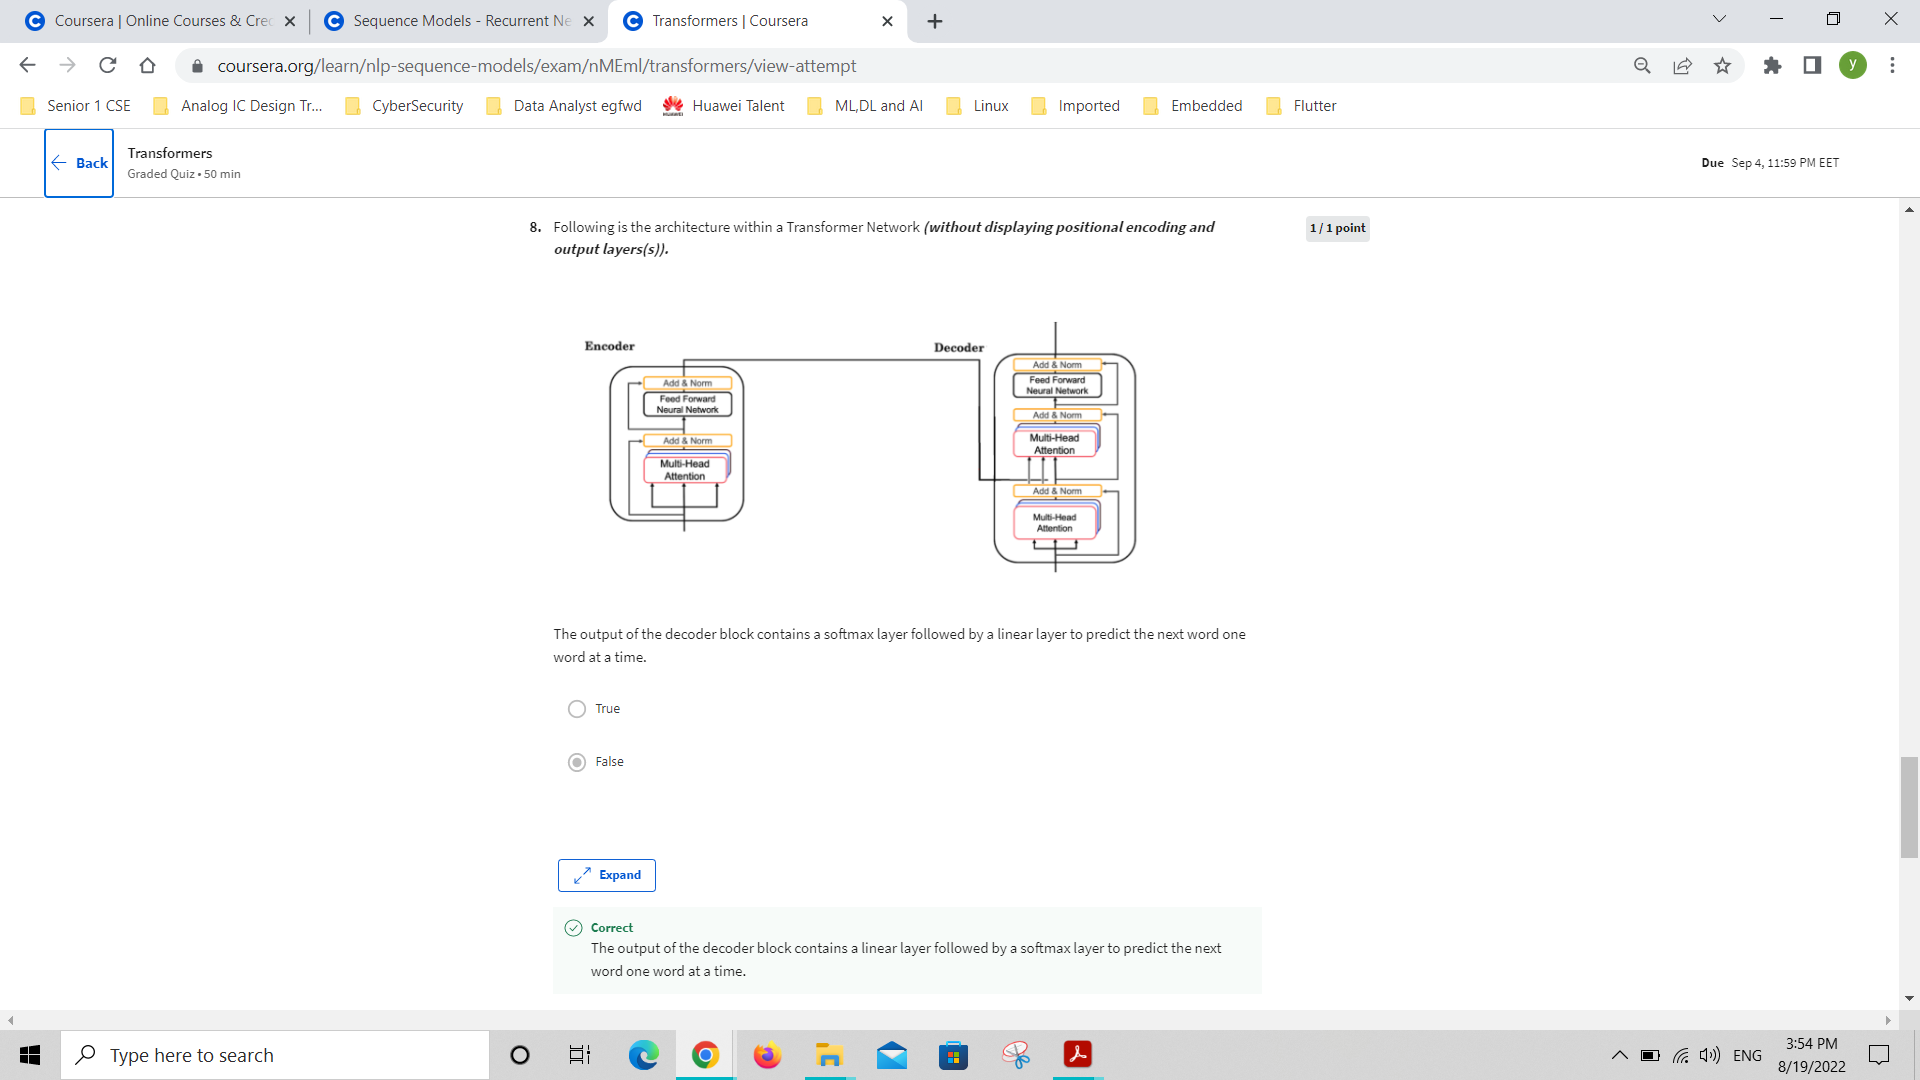 Coursera | Online Courses & Cre
Sequence Models - Recurrent Ne
Transformers | Coursera
coursera.org/learn/nlp-sequence-models/exam/nMEml/transformers/view-attempt
y
Senior 1 CSE
Analog IC Design Tr...
CyberSecurity
Data Analyst egfwd
Huawei Talent
ML,DL and AI
Linux
Imported
Embedded
Flutter
Back
Transformers
Graded Quiz • 50 min
Due Sep 4, 11:59 PM EET
8. Following is the architecture within a Transformer Network (without displaying positional encoding and
output layers(s)).
1 / 1 point
Encoder
Add & Norm
Feed Forward
Neural Network
Add & Norm
Multi-Head
Attention
Decoder
Add & Norm
Feed Forward
Neural Network
Add & Norm
Multi-Head
Attention
Add & Norm
Multi-Head
Attention
The output of the decoder block contains a softmax layer followed by a linear layer to predict the next word one
word at a time.
True
False
Expand
Correct
The output of the decoder block contains a linear layer followed by a softmax layer to predict the next
word one word at a time.
Type here to search
ENG
3:54 PM
8/19/2022